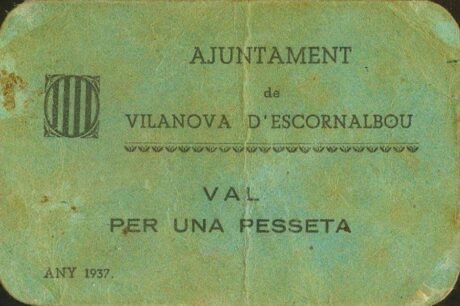 AJUNTAMENT
de
VILANOVA D'ESCORNALBOU
VAL
PER UNA PESSETA
ANY 1937.